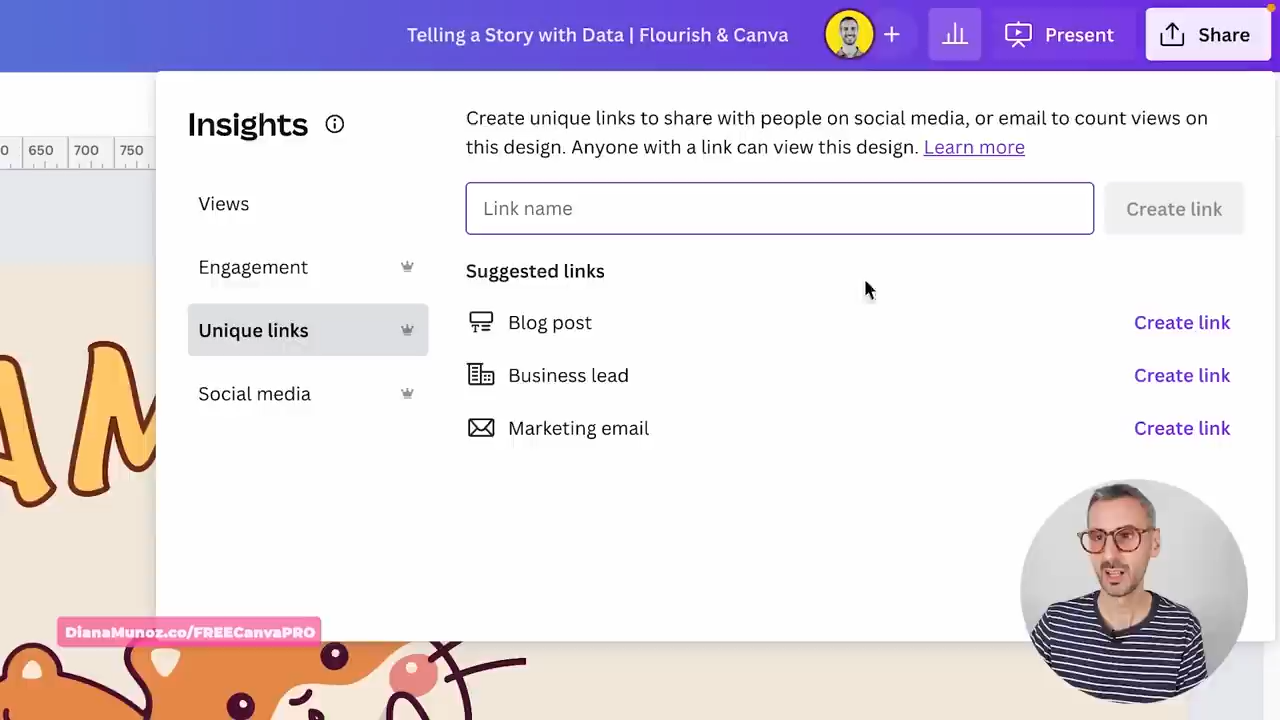 Telling a Story with Data | Flourish & Canva
Present
Share
0 650 700 750
Insights
Views
Engagement
Unique links
Social media
Create unique links to share with people on social media, or email to count views on
this design. Anyone with a link can view this design. Learn more
Link name
Create link
Suggested links
Blog post
Create link
Business lead
Create link
Marketing email
Create link
AM
DianaMunoz.co/FREECanvaPRO